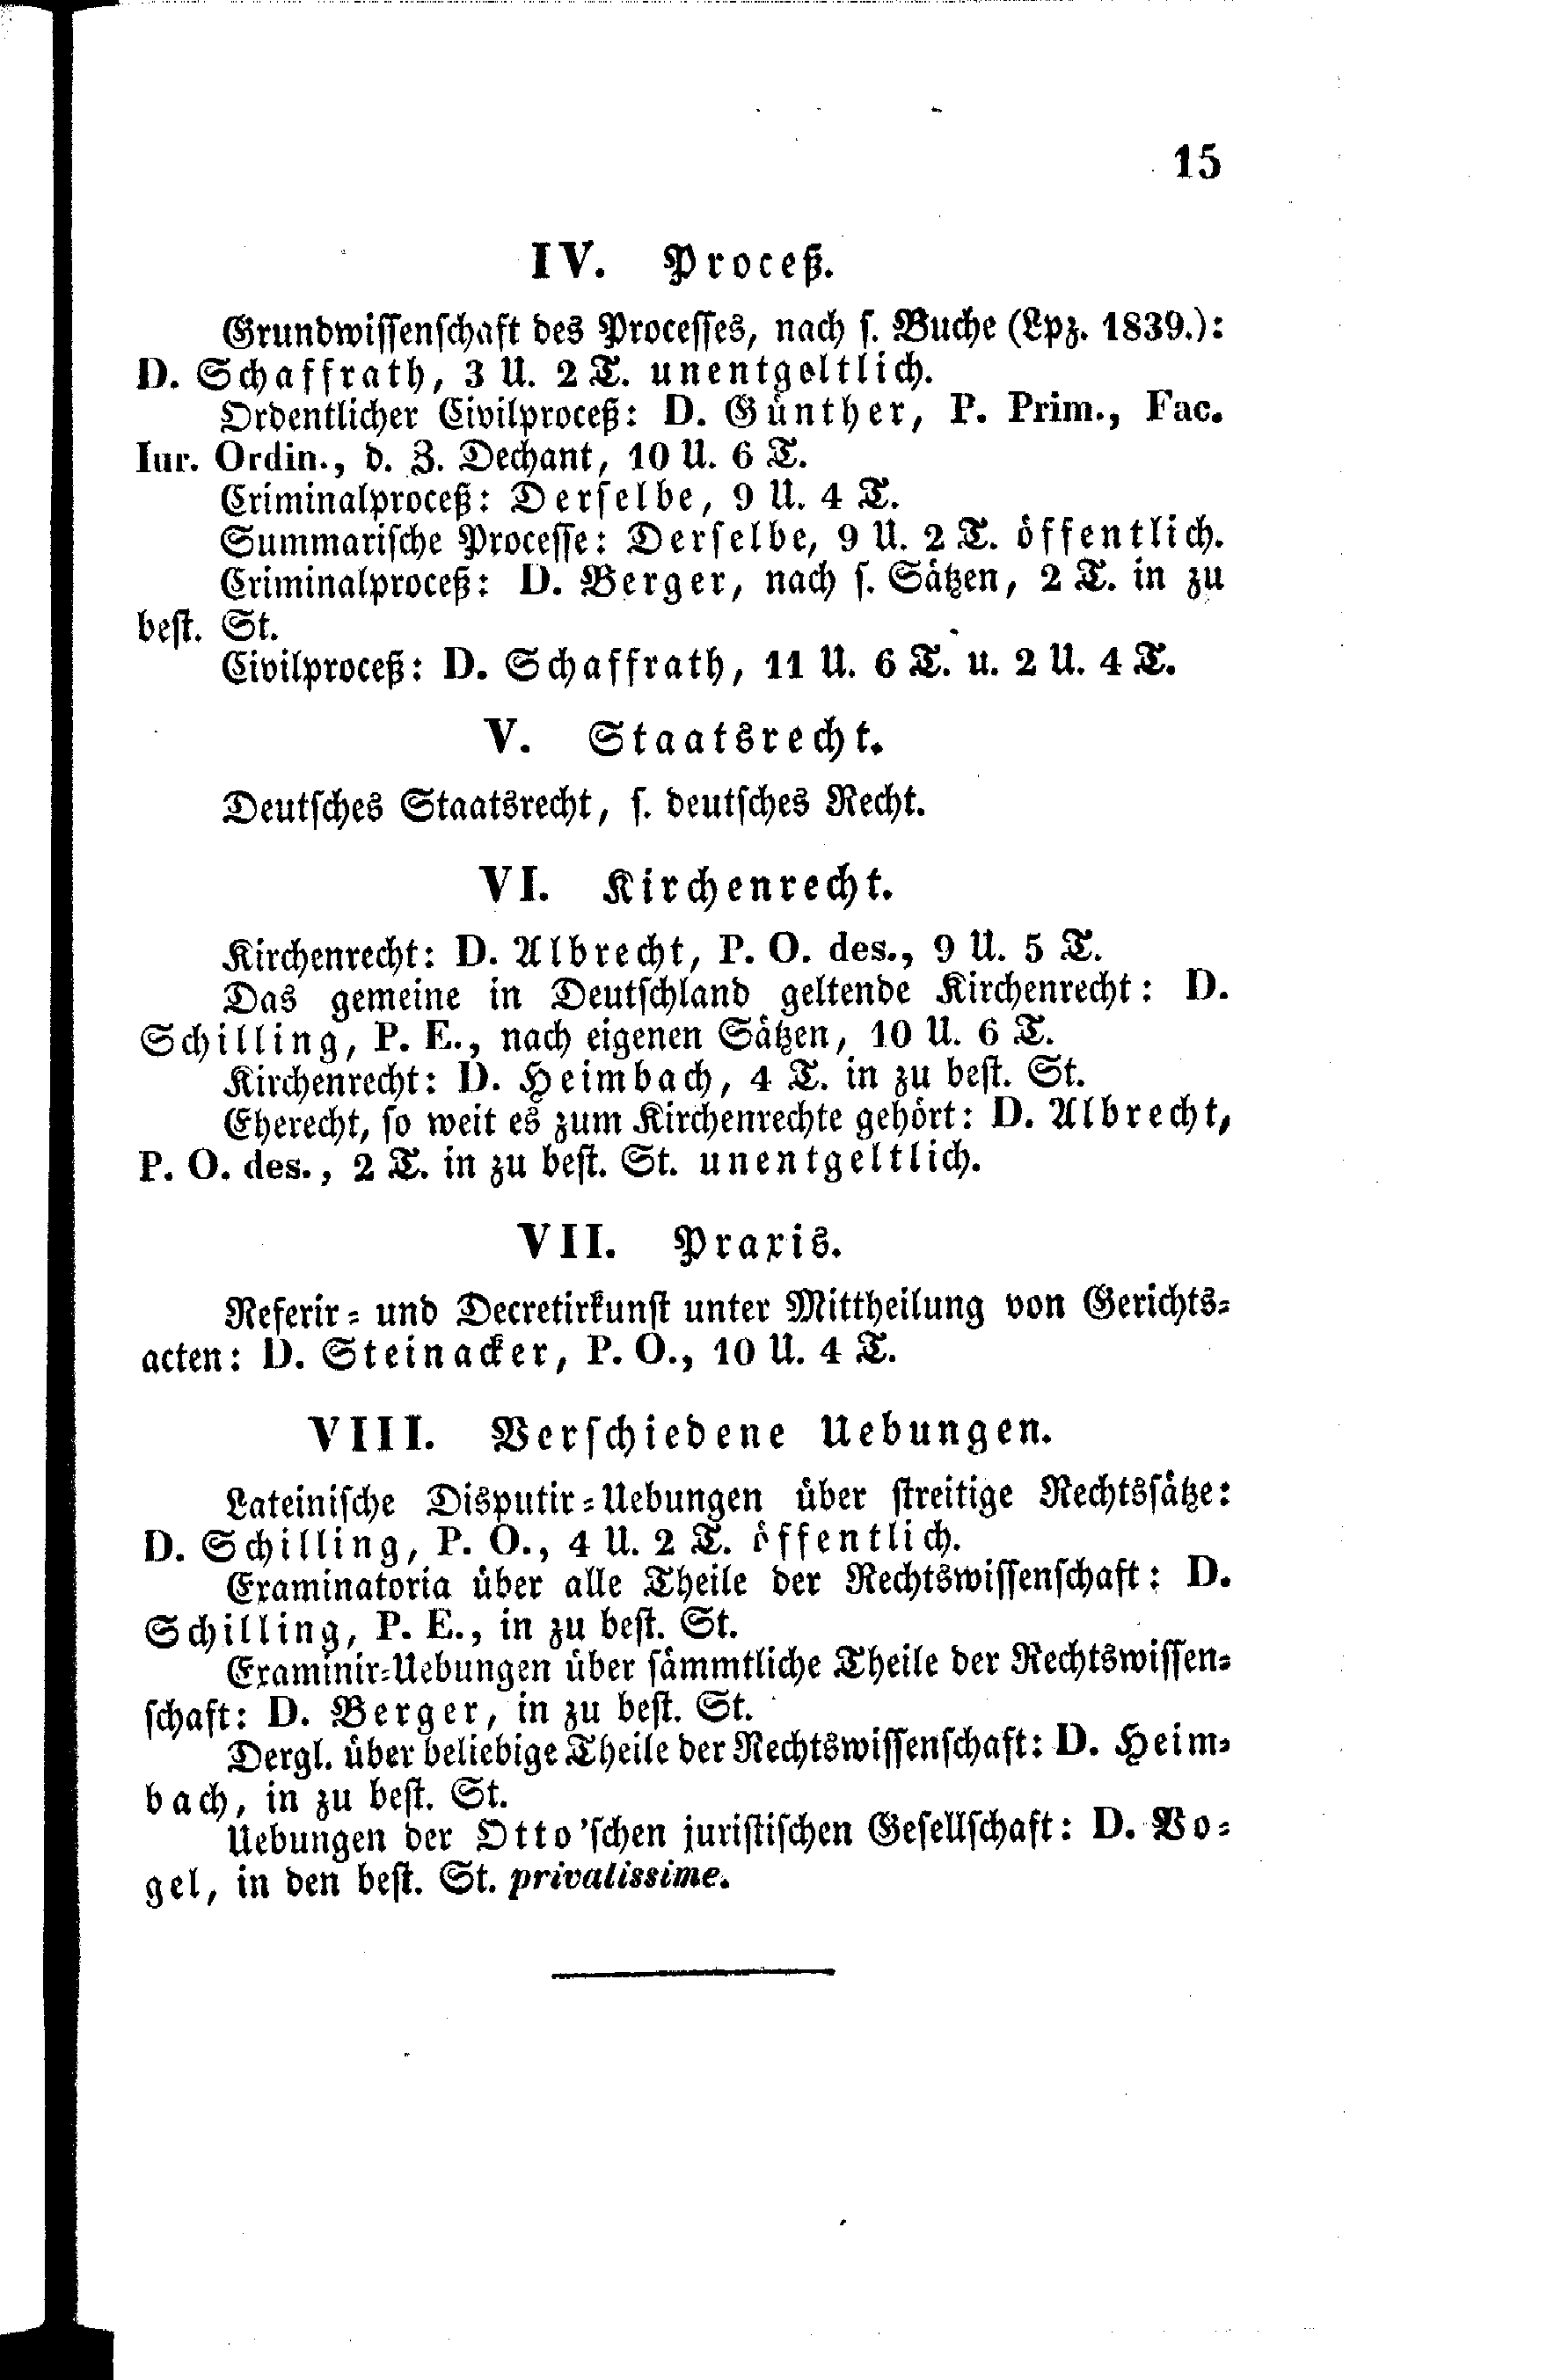 15
IV. Proceß.
Grundwissenschaft des Processes, nach s. Buche (Lpz. 1839.):
D. Schaffrath, 3 U. 2 T. unentgeltlich.
Ordentlicher Civilproceß: D. Günther, P. Prim., Fac.
Iur. Ordin., d. Z. Dechant, 10 U. 6 T.
Criminalproceß: Derselbe, 9 U. 4 T.
Summarische Processe: Derselbe, 9 U. 2 T. öffentlich.
Criminalproceß: D. Berger, nach s. Sätzen, 2 T. in zu
best. St.
Civilproceß: D. Schaffrath, 11 U. 6 T. u. 2 U. 4 T.
V. Staatsrecht.
Deutsches Staatsrecht, s. deutsches Recht.
VI. Kirchenrecht.
Kirchenrecht: D. Albrecht, P. O. des., 9 U. 5 T.
Das gemeine in Deutschland geltende Kirchenrecht: D.
Schilling, P. E., nach eigenen Sätzen, 10 U. 6 T.
Kirchenrecht: D. Heimbach, 4 T. in zu best. St.
Eherecht, so weit es zum Kirchenrechte gehört: D. Albrecht,
P. O. des., 2 T. in zu best. St. unentgeltlich.
VII. Praxis.
Referir- und Decretirkunst unter Mittheilung von Gerichts-
acten: D. Steinacker, P. O., 10 U. 4 T.
VIII. Verschiedene Uebungen.
Lateinische Disputir-Uebungen über streitige Rechtssätze:
D. Schilling, P. O., 4 U. 2 T. öffentlich.
Examinatoria über alle Theile der Rechtswissenschaft: D.
Schilling, P. E., in zu best. St.
Examinir-Uebungen über sämmtliche Theile der Rechtswissen-
schaft: D. Berger, in zu best. St.
Dergl. über beliebige Theile der Rechtswissenschaft: D. Heim-
bach, in zu best. St.
Uebungen der Otto'schen juristischen Gesellschaft: D. Vo-
gel, in den best. St. privatissime.